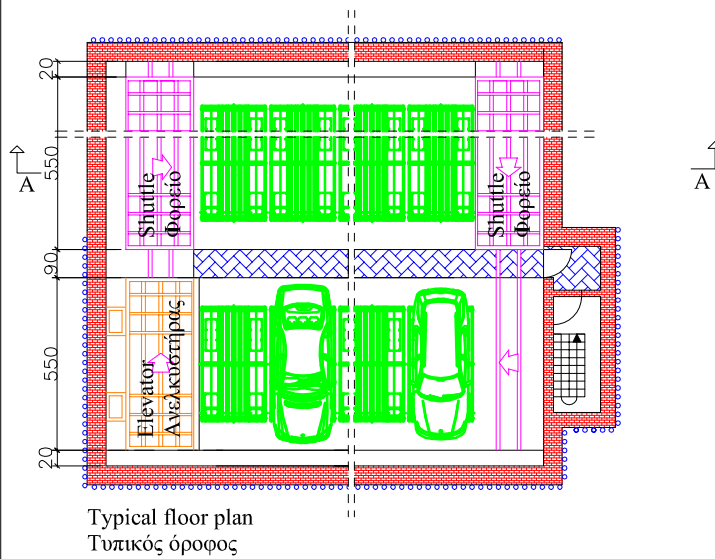 20
550
90
550
20
A
A
Shuttle
Φορείο
Shuttle
Φορείο
Elevator
Ανελκυστήρας
Typical floor plan
Τυπικός όροφος